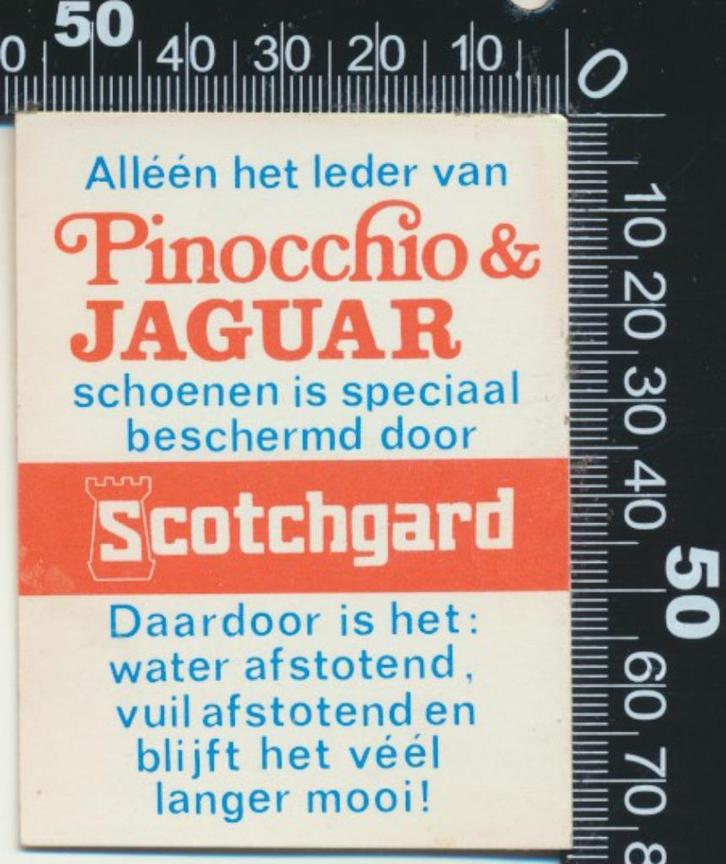 50
0 40 30 20 10 0
Alléén het leder van
Pinocchio &
JAGUAR
schoenen is speciaal
beschermd door
Scotchgard
Daardoor is het:
water afstotend,
vuil afstotend en
blijft het véél
langer mooi!
10
20
30
40
50
60
70
8